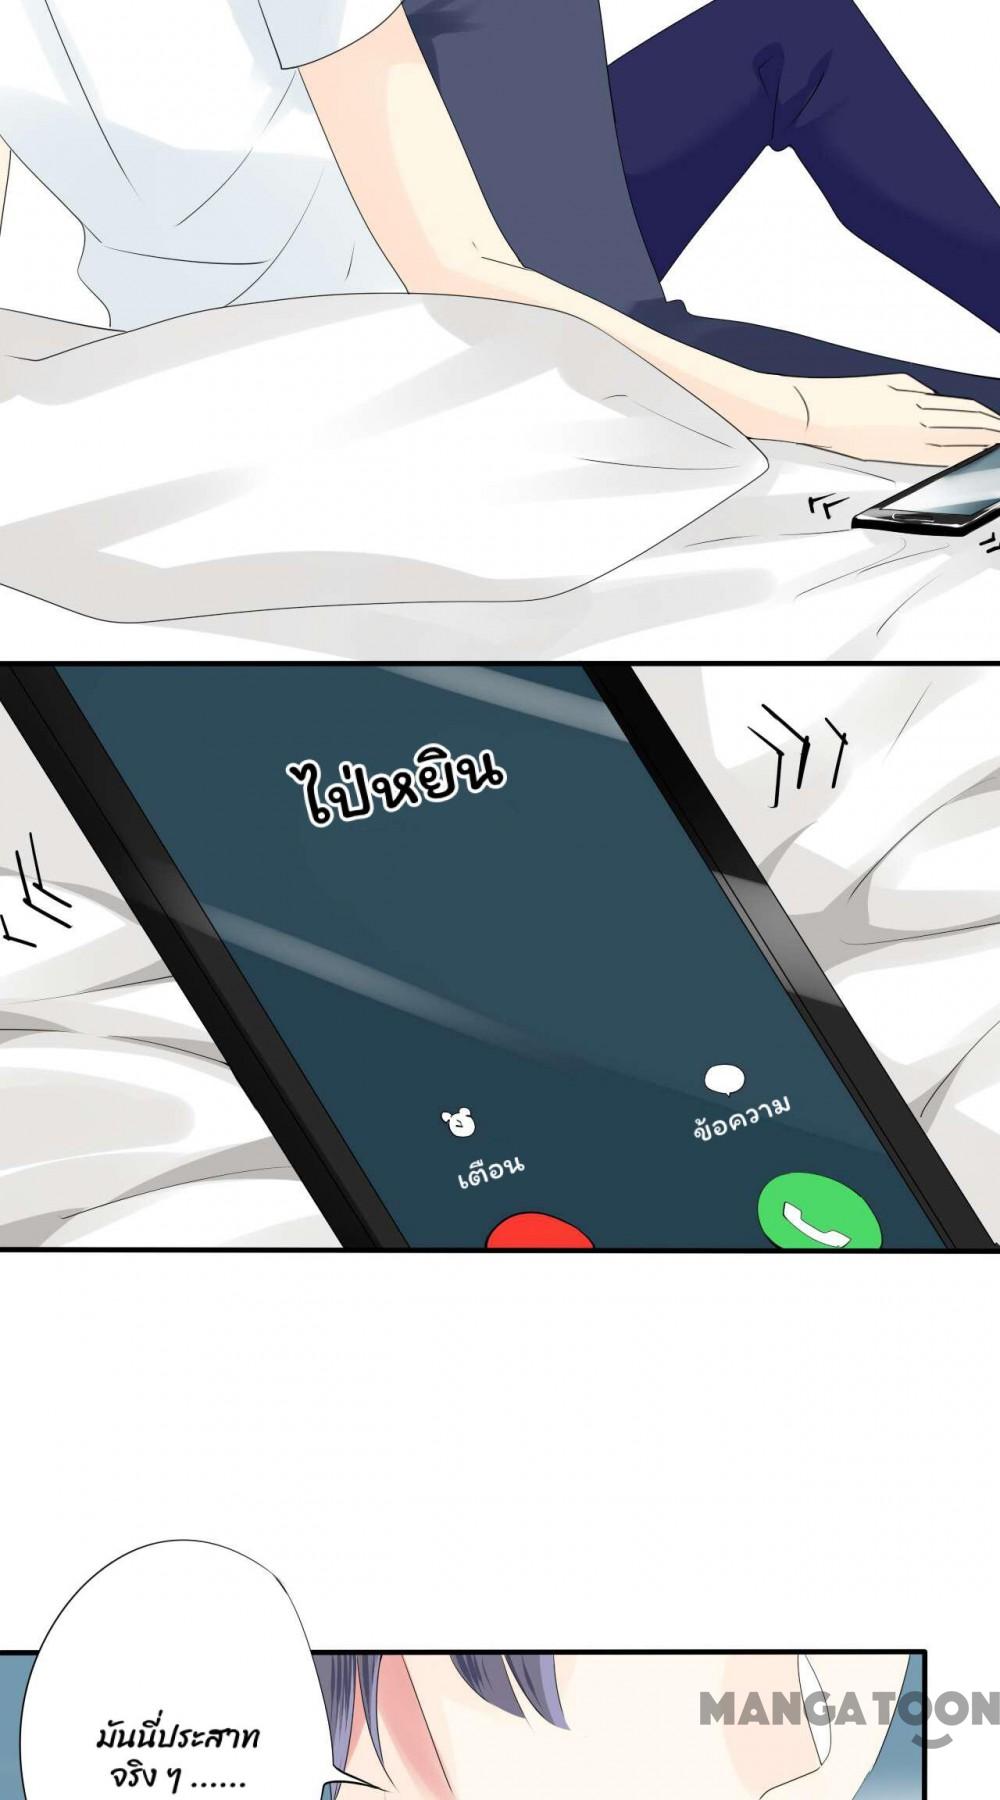 ไป่หยิน
ข้อความ
เตือน
MANGATOON
มันนี่ประสาท
จริง ๆ ......